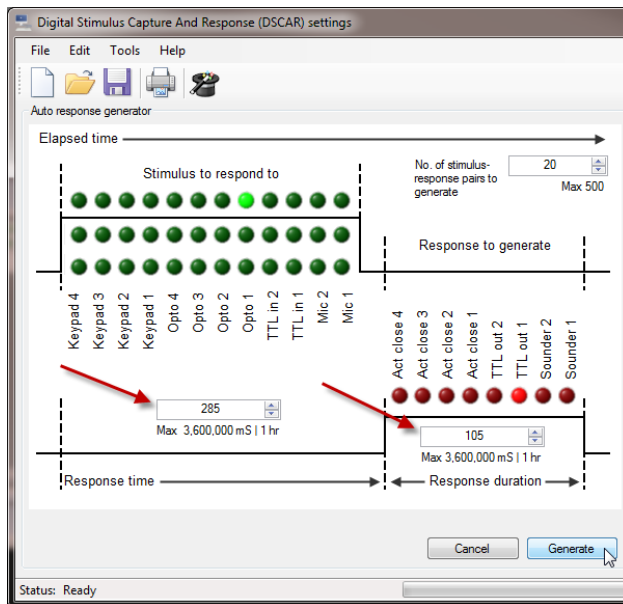 Digital Stimulus Capture And Response (DSCAR) settings
File Edit Tools Help
Auto response generator
Elapsed time
Stimulus to respond to
No. of stimulus-
response pairs to
generate
20
Max 500
Response to generate
Keypad 4
Keypad 3
Keypad 2
Keypad 1
Opto 4
Opto 3
Opto 2
Opto 1
TTL in 2
TTL in 1
Mic 2
Mic 1
Act close 4
Act close 3
Act close 2
Act close 1
TTL out 2
TTL out 1
Sounder 2
Sounder 1
285
Max 3,600,000 mS | 1 hr
105
Max 3,600,000 mS | 1 hr
Response time
Response duration
Cancel
Generate
Status: Ready